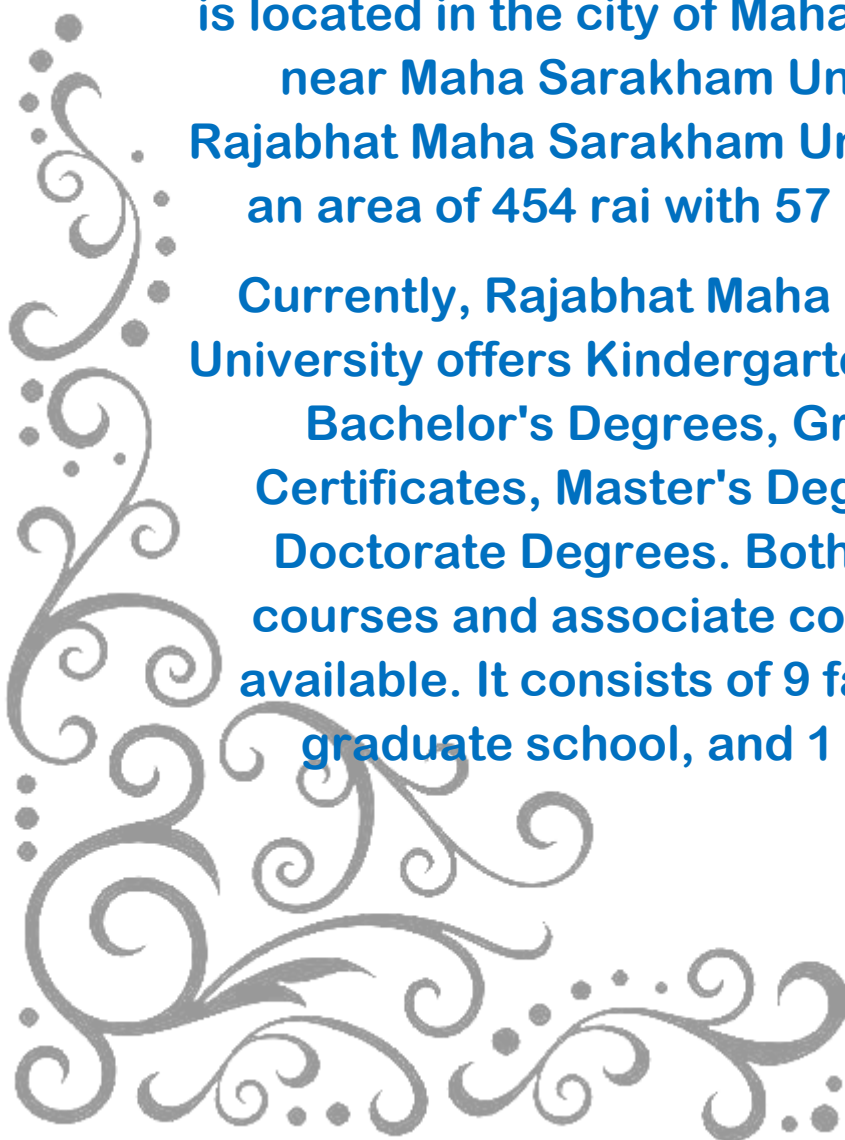 is located in the city of Maha
near Maha Sarakham Un
Rajabhat Maha Sarakham Un
an area of 454 rai with 57
Currently, Rajabhat Maha
University offers Kindergart
Bachelor's Degrees, Gr
Certificates, Master's Deg
Doctorate Degrees. Both
courses and associate co
available. It consists of 9 fa
graduate school, and 1